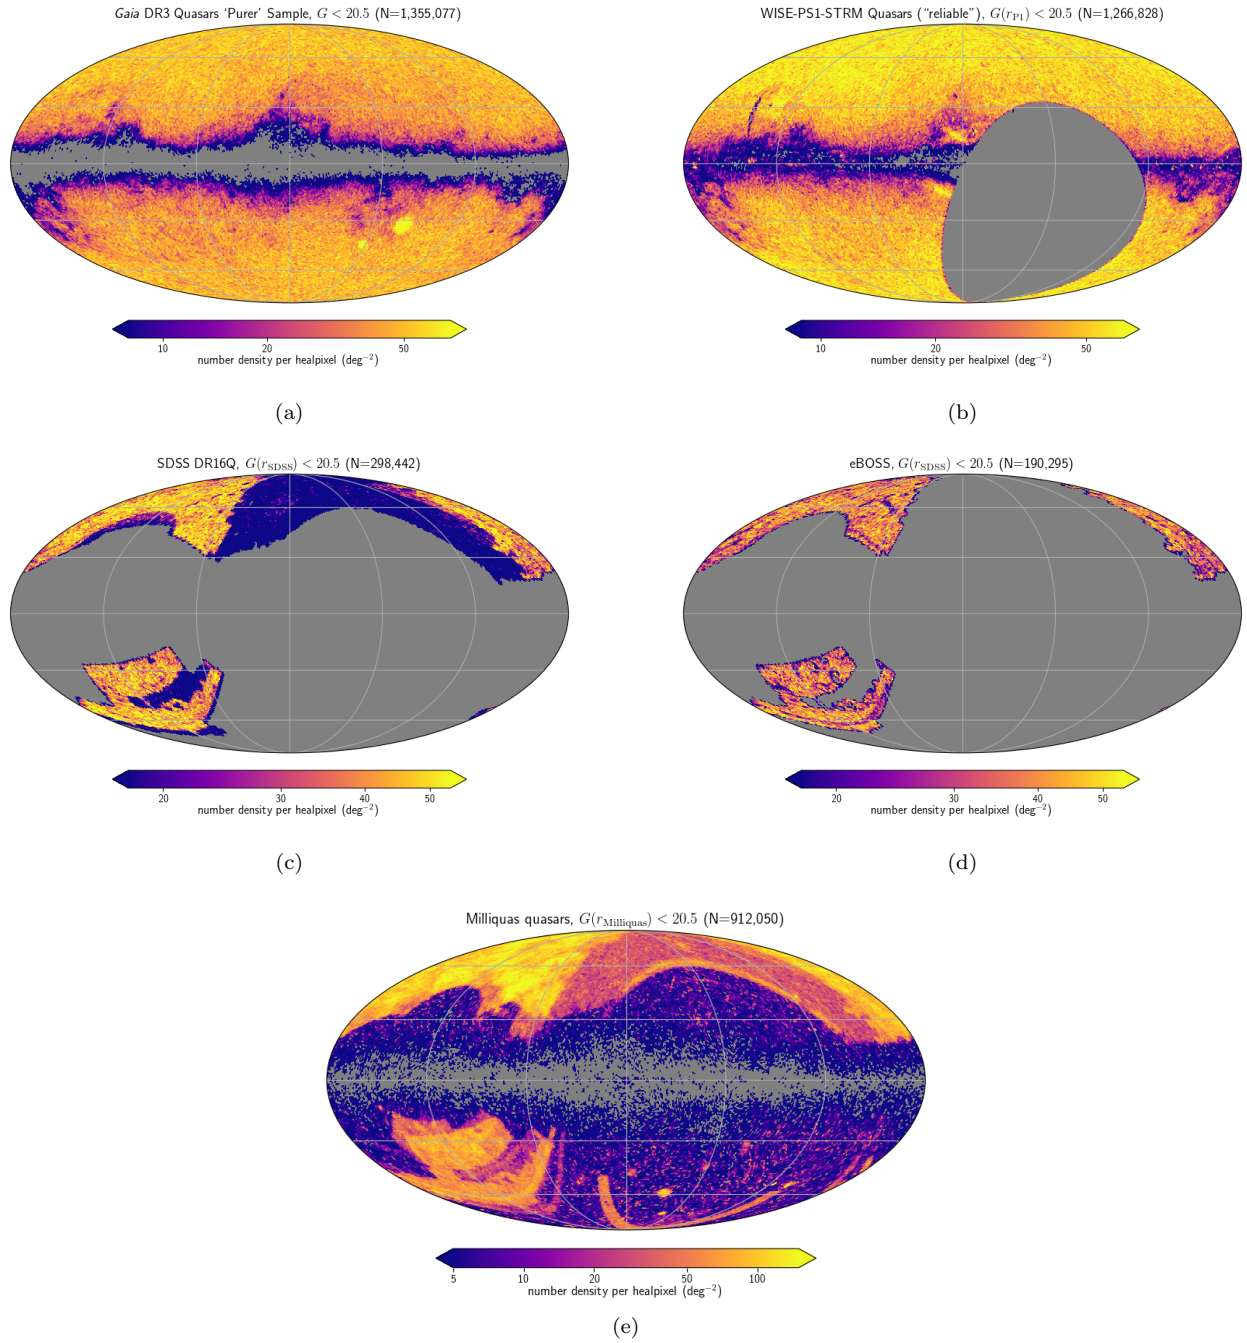 Gaia DR3 Quasars ‘Purer’ Sample, G < 20.5 (N=1,355,077)
10 20 50
number density per healpixel (deg⁻²)
(a)
WISE-PS1-STRM Quasars (“reliable”), G(r_P1) < 20.5 (N=1,266,828)
10 20 50
number density per healpixel (deg⁻²)
(b)
SDSS DR16Q, G(r_SDSS) < 20.5 (N=298,442)
20 30 40 50
number density per healpixel (deg⁻²)
(c)
eBOSS, G(r_SDSS) < 20.5 (N=190,295)
20 30 40 50
number density per healpixel (deg⁻²)
(d)
Milliquas quasars, G(r_Milliquas) < 20.5 (N=912,050)
5 10 20 50 100
number density per healpixel (deg⁻²)
(e)